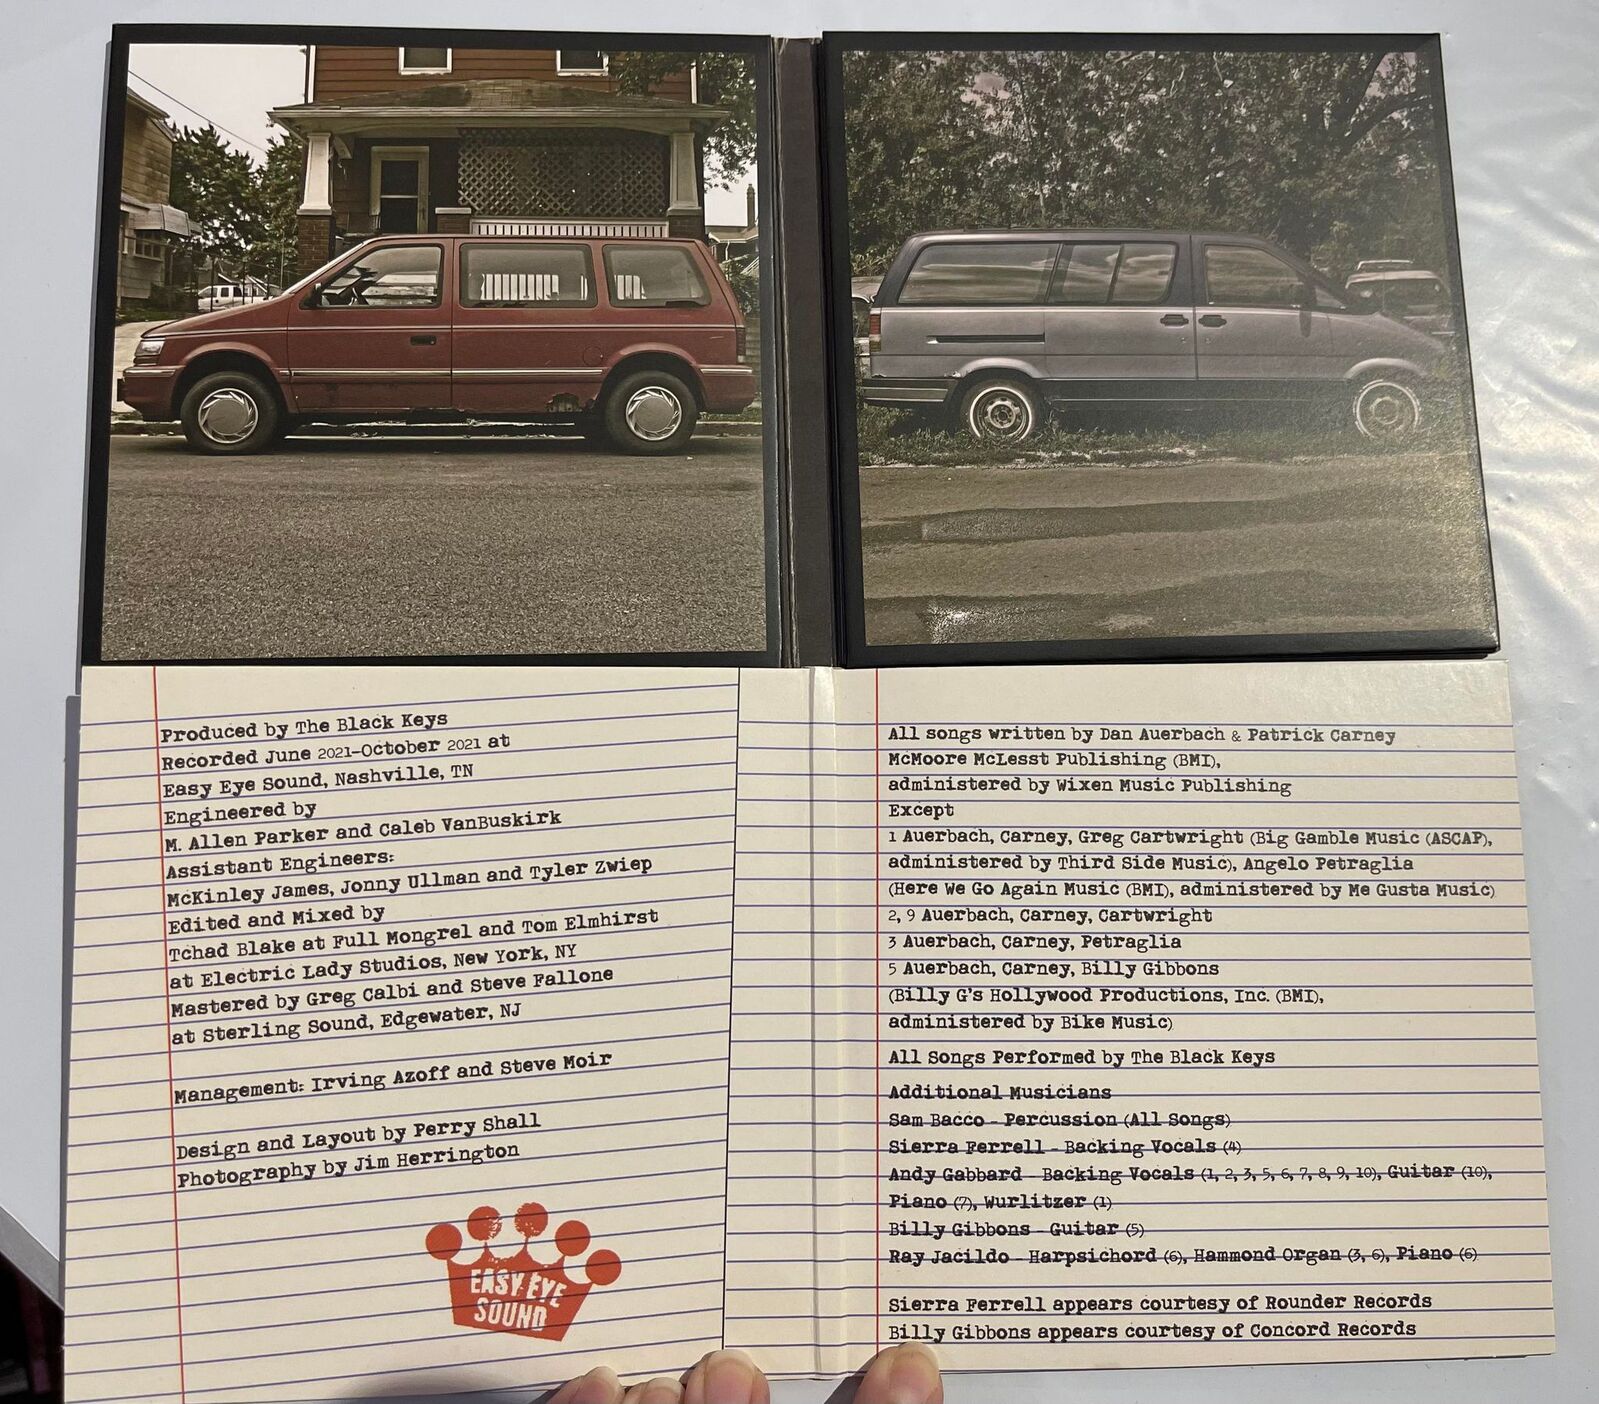 Produced by The Black Keys
Recorded June 2021-October 2021 at
Easy Eye Sound, Nashville, TN
Engineered by
M. Allen Parker and Caleb VanBuskirk
Assistant Engineers:
McKinley James, Jonny Ullman and Tyler Zwiep
Edited and Mixed by
Tchad Blake at Full Mongrel and Tom Elmhirst
at Electric Lady Studios, New York, NY
Mastered by Greg Calbi and Steve Fallone
at Sterling Sound, Edgewater, NJ
Management: Irving Azoff and Steve Moir
Design and Layout by Perry Shall
Photography by Jim Herrington
EASY EYE
SOUND
All songs written by Dan Auerbach & Patrick Carney
McMoore McLesst Publishing (BMI),
administered by Wixen Music Publishing
Except
1 Auerbach, Carney, Greg Cartwright (Big Gamble Music (ASCAP),
administered by Third Side Music), Angelo Petraglia
(Here We Go Again Music (BMI), administered by Me Gusta Music)
2, 9 Auerbach, Carney, Cartwright
3 Auerbach, Carney, Petraglia
5 Auerbach, Carney, Billy Gibbons
(Billy G's Hollywood Productions, Inc. (BMI),
administered by Bike Music)
All Songs Performed by The Black Keys
Additional Musicians
Sam Bacco - Percussion (All Songs)
Sierra Ferrell - Backing Vocals (4)
Andy Gabbard - Backing Vocals (1, 2, 3, 5, 6, 7, 8, 9, 10), Guitar (10),
Piano (7), Wurlitzer (1)
Billy Gibbons - Guitar (5)
Ray Jacildo - Harpsichord (6), Hammond Organ (3, 6), Piano (6)
Sierra Ferrell appears courtesy of Rounder Records
Billy Gibbons appears courtesy of Concord Records